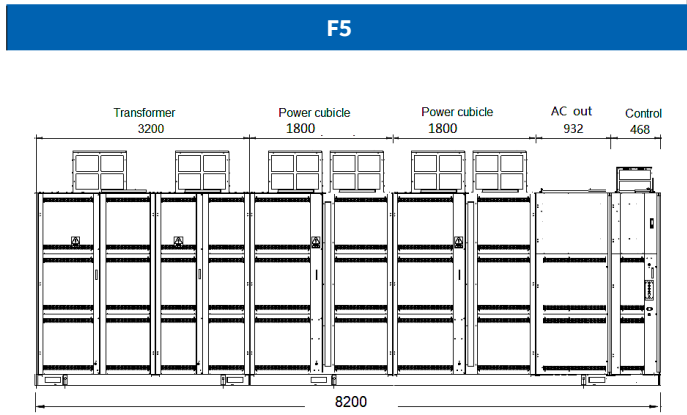 F5
Transformer Power cubicle Power cubicle AC out Control
3200 1800 1800 932 468
8200